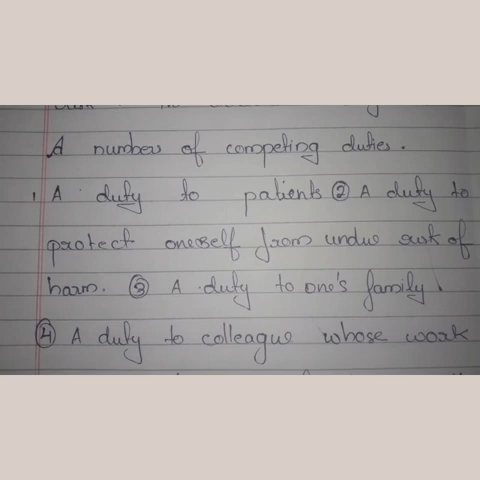 A number of competing duties.
1 A duty to patients ② A duty to
protect oneself from undue risk of
harm. ③ A duty to one's family.
④ A duty to colleague whose work